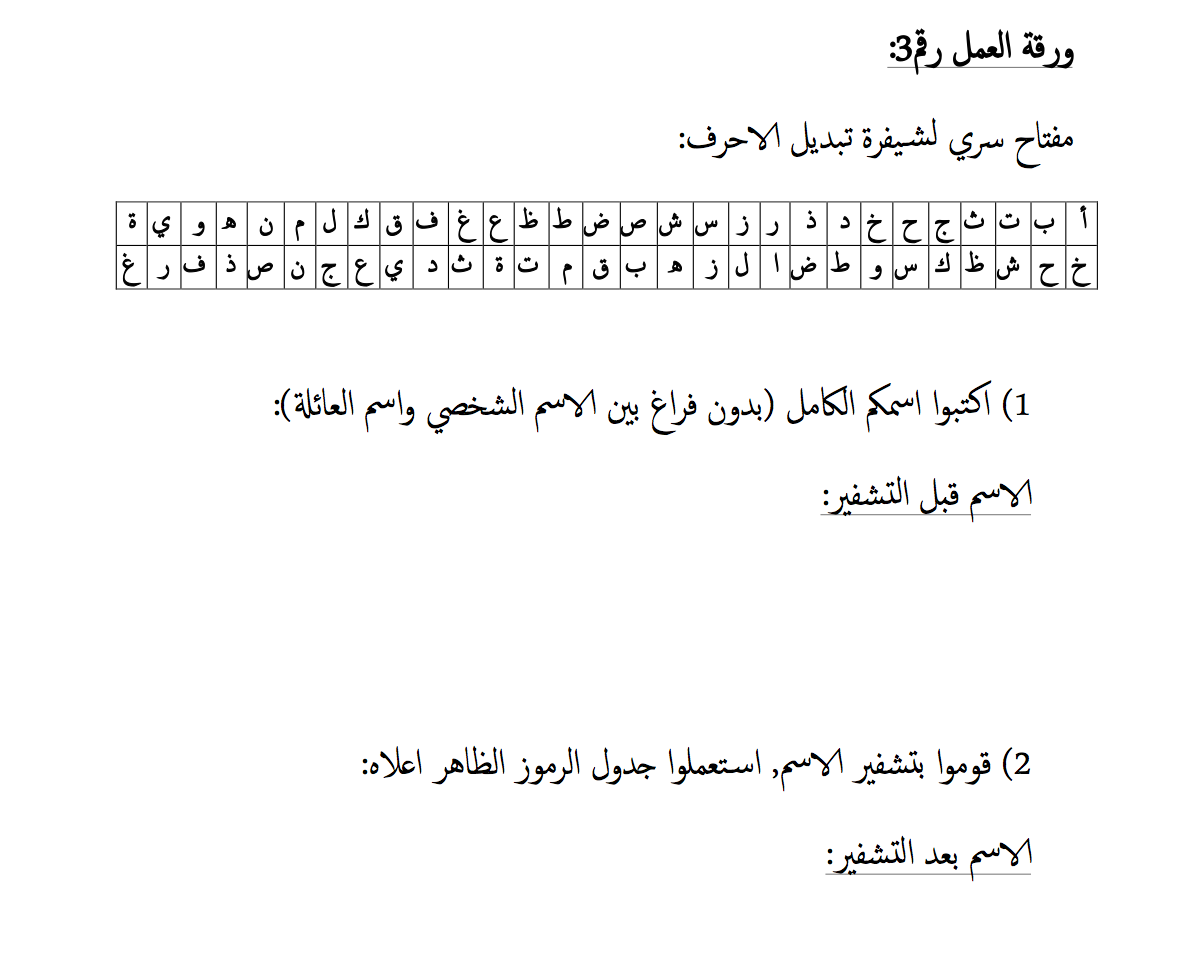 ورقة العمل رقم3:
مفتاح سري لشيفرة تبديل الاحرف:
أ ب ت ث ج ح خ د ذ ر ز س ش ص ض ط ظ ع غ ف ق ك ل م ن ه و ي ة
خ ح ش ظ ك س و ط ض ا ل ز ه ب ق م ت ة ث د ي ع ج ن ص ذ ف ر غ
1) اكتبوا اسمكم الكامل (بدون فراغ بين الاسم الشخصي واسم العائلة):
الاسم قبل التشفير:
2) قوموا بتشفير الاسم, استعملوا جدول الرموز الظاهر اعلاه:
الاسم بعد التشفير: